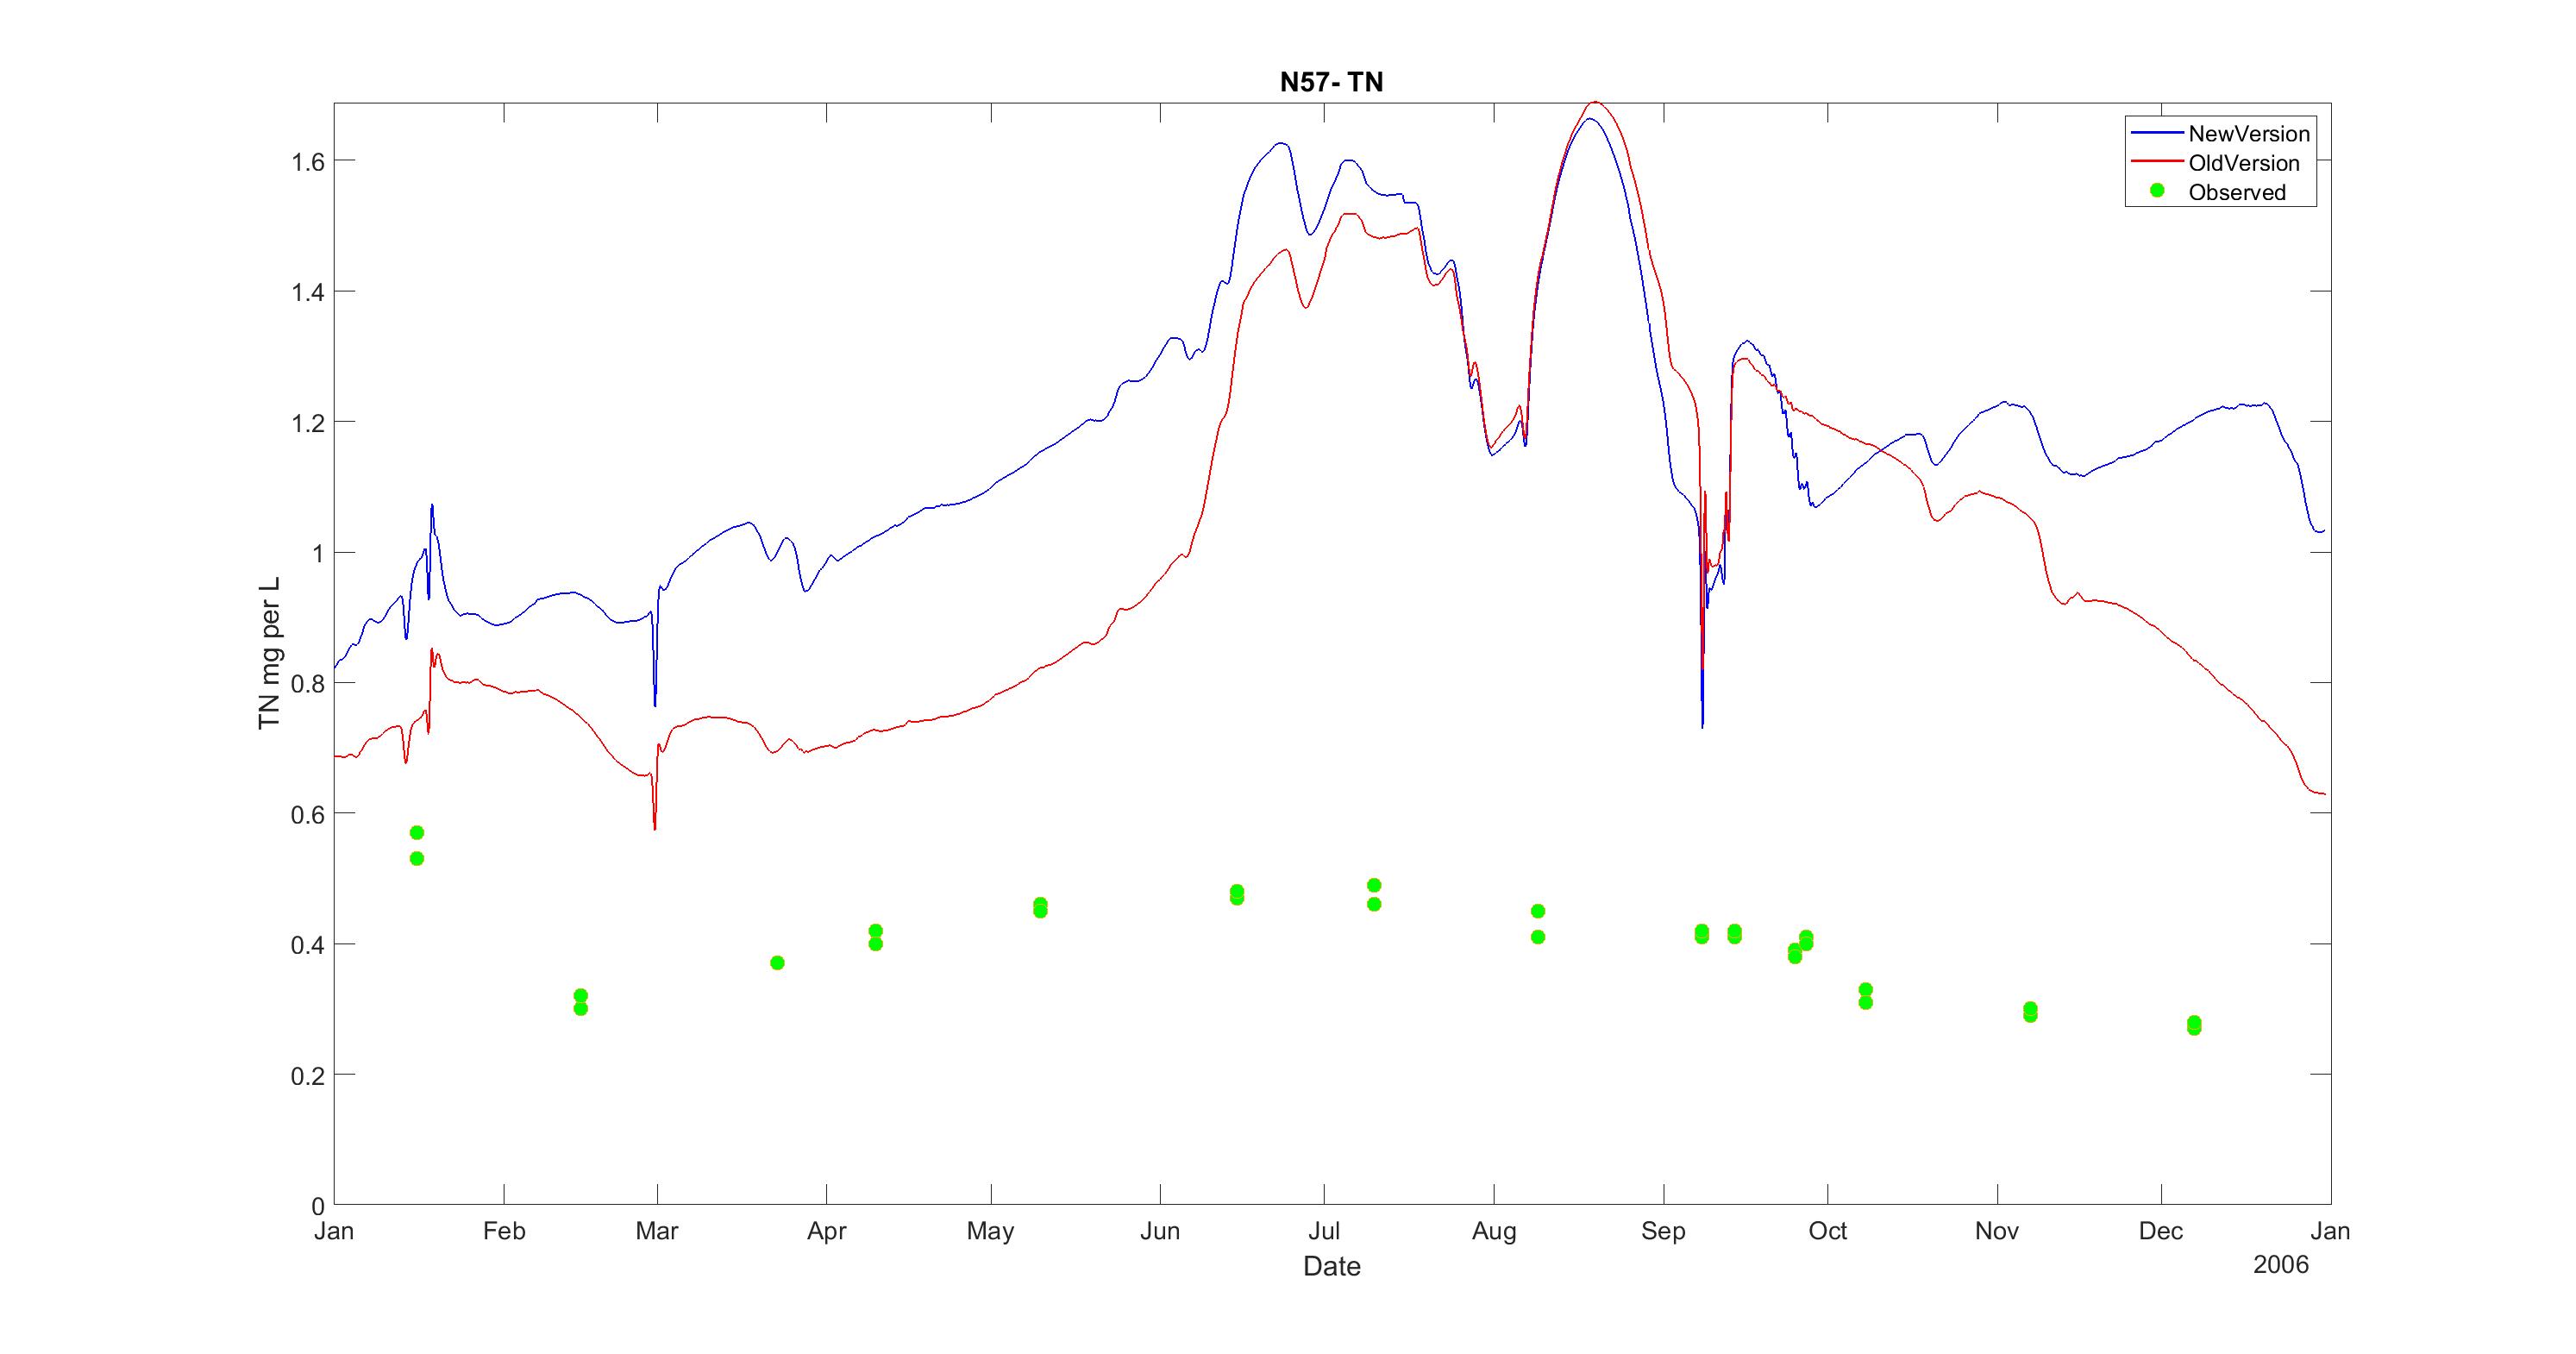 N57- TN
NewVersion
OldVersion
Observed
TN mg per L
1.6
1.4
1.2
1
0.8
0.6
0.4
0.2
0
Jan Feb Mar Apr May Jun Jul Aug Sep Oct Nov Dec Jan
Date
2006